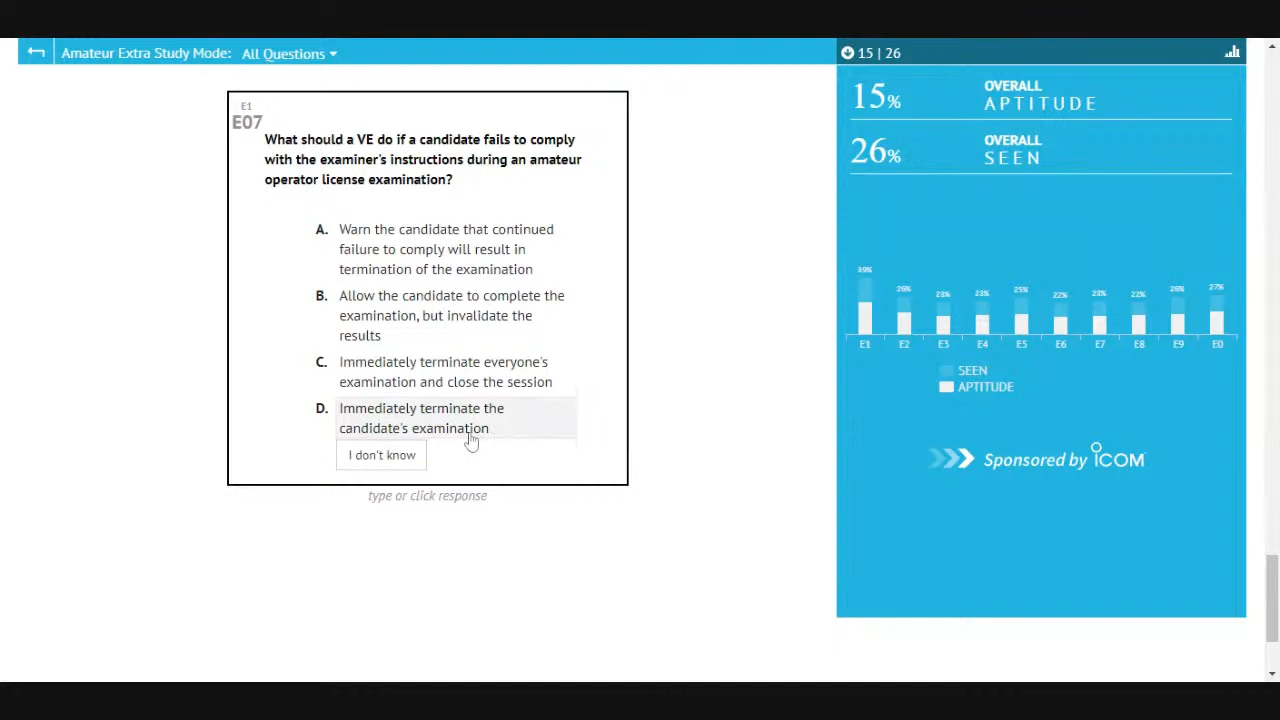 Amateur Extra Study Mode: All Questions
15 | 26
E1
E07
What should a VE do if a candidate fails to comply
with the examiner's instructions during an amateur
operator license examination?
A. Warn the candidate that continued
failure to comply will result in
termination of the examination
B. Allow the candidate to complete the
examination, but invalidate the
results
C. Immediately terminate everyone's
examination and close the session
D. Immediately terminate the
candidate's examination
I don't know
type or click response
15% OVERALL
APTITUDE
26% OVERALL
SEEN
39% 26% 23% 25% 22% 23% 22% 26% 27%
E1 E2 E3 E4 E5 E6 E7 E8 E9 E0
SEEN
APTITUDE
Sponsored by ICOM